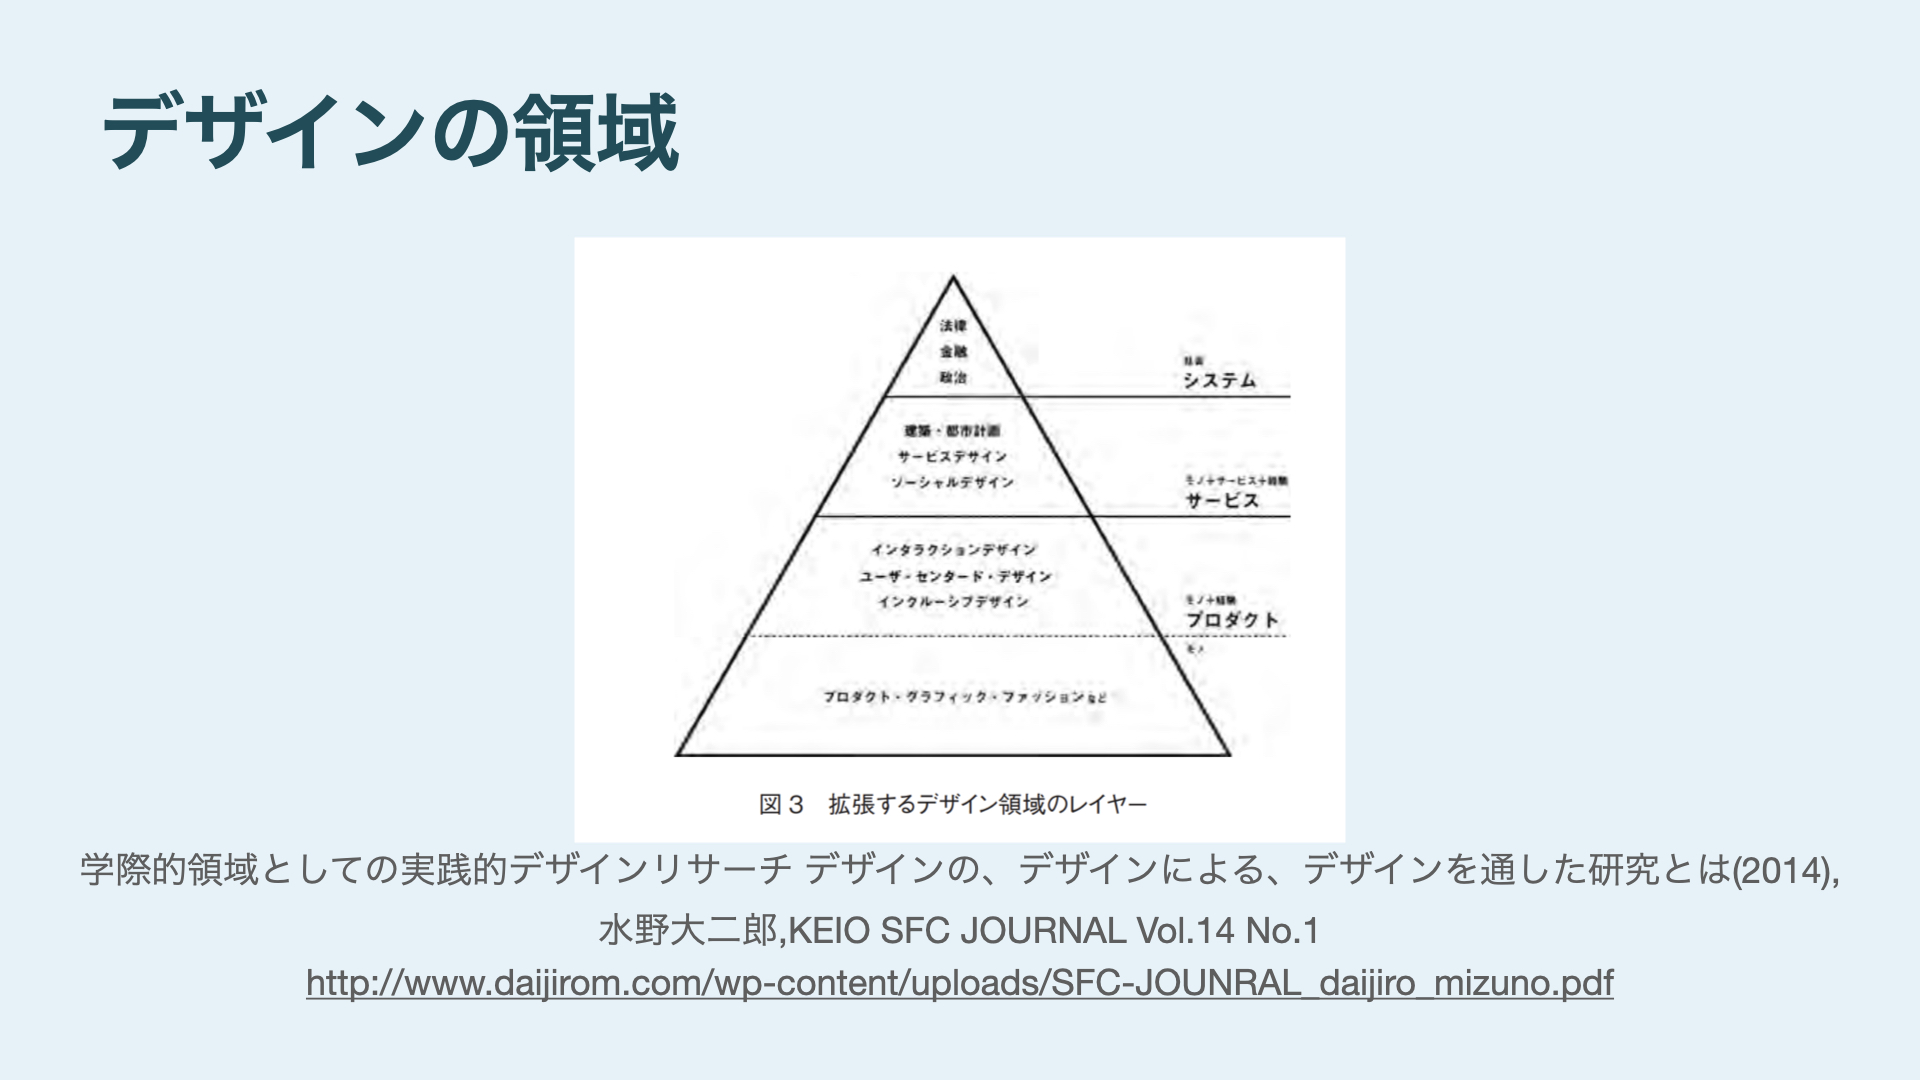 デザインの領域
法律
金融
政治
システム
建築・都市計画
サービスデザイン
ソーシャルデザイン
モノ+サービス+経験
サービス
インタラクションデザイン
ユーザ・センタード・デザイン
インクルーシブデザイン
モノ+経験
プロダクト
モノ
プロダクト・グラフィック・ファッションなど
図3 拡張するデザイン領域のレイヤー
学際的領域としての実践的デザインリサーチ デザインの、デザインによる、デザインを通した研究とは(2014),
水野大二郎,KEIO SFC JOURNAL Vol.14 No.1
http://www.daijirom.com/wp-content/uploads/SFC-JOUNRAL_daijiro_mizuno.pdf